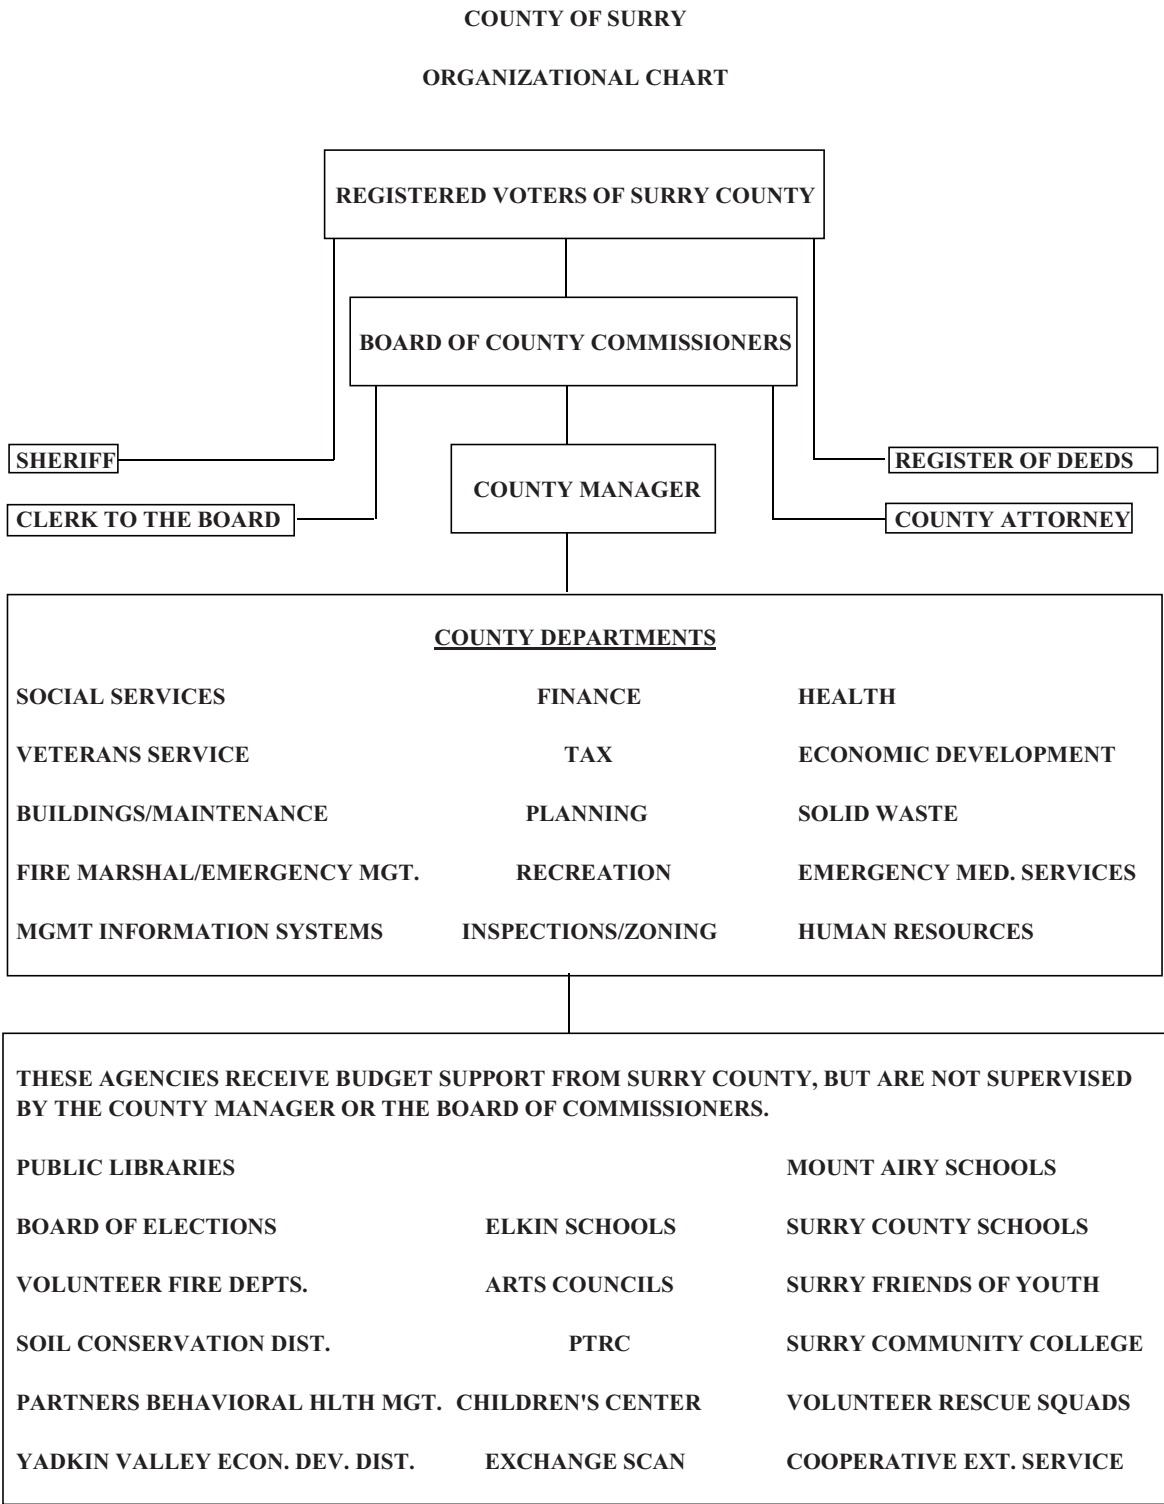 COUNTY OF SURRY
ORGANIZATIONAL CHART
REGISTERED VOTERS OF SURRY COUNTY
BOARD OF COUNTY COMMISSIONERS
SHERIFF
REGISTER OF DEEDS
COUNTY MANAGER
CLERK TO THE BOARD
COUNTY ATTORNEY
COUNTY DEPARTMENTS
SOCIAL SERVICES FINANCE HEALTH
VETERANS SERVICE TAX ECONOMIC DEVELOPMENT
BUILDINGS/MAINTENANCE PLANNING SOLID WASTE
FIRE MARSHAL/EMERGENCY MGT. RECREATION EMERGENCY MED. SERVICES
MGMT INFORMATION SYSTEMS INSPECTIONS/ZONING HUMAN RESOURCES
THESE AGENCIES RECEIVE BUDGET SUPPORT FROM SURRY COUNTY, BUT ARE NOT SUPERVISED
BY THE COUNTY MANAGER OR THE BOARD OF COMMISSIONERS.
PUBLIC LIBRARIES MOUNT AIRY SCHOOLS
BOARD OF ELECTIONS ELKIN SCHOOLS SURRY COUNTY SCHOOLS
VOLUNTEER FIRE DEPTS. ARTS COUNCILS SURRY FRIENDS OF YOUTH
SOIL CONSERVATION DIST. PTRC SURRY COMMUNITY COLLEGE
PARTNERS BEHAVIORAL HLTH MGT. CHILDREN'S CENTER VOLUNTEER RESCUE SQUADS
YADKIN VALLEY ECON. DEV. DIST. EXCHANGE SCAN COOPERATIVE EXT. SERVICE